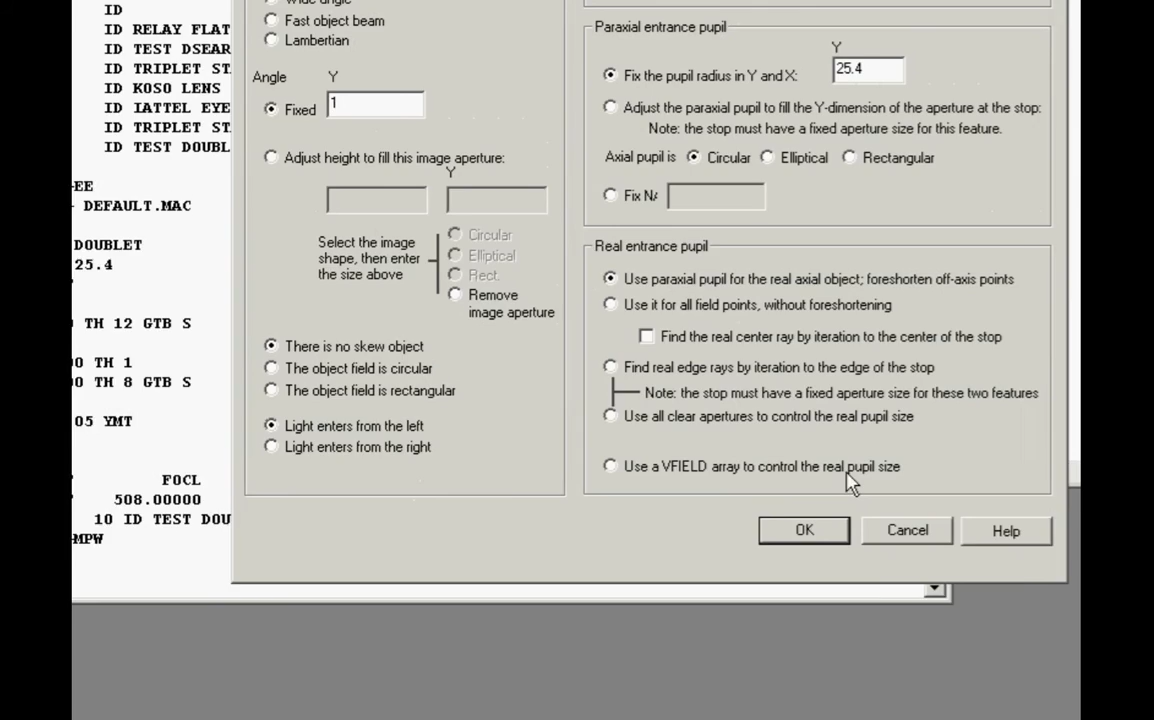 ID
ID RELAY FLAT
ID TEST DSEAR
ID TRIPLET ST
ID KOSO LENS
ID IATTEL EYE
ID TRIPLET ST
ID TEST DOUBL
EE
DEFAULT.MAC
DOUBLET
25.4
TH 12 GTB S
00 TH 1
00 TH 8 GTB S
05 YMT
FOCL
508.00000
10 ID TEST DOU
MPW
Wide angle
Fast object beam
Lambertian
Angle Y
Fixed 1
Adjust height to fill this image aperture:
Y
Select the image
shape, then enter
the size above
Circular
Elliptical
Rect.
Remove
image aperture
There is no skew object
The object field is circular
The object field is rectangular
Light enters from the left
Light enters from the right
Paraxial entrance pupil
Y
Fix the pupil radius in Y and X: 25.4
Adjust the paraxial pupil to fill the Y-dimension of the aperture at the stop:
Note: the stop must have a fixed aperture size for this feature.
Axial pupil is Circular Elliptical Rectangular
Fix NA
Real entrance pupil
Use paraxial pupil for the real axial object; foreshorten off-axis points
Use it for all field points, without foreshortening
Find the real center ray by iteration to the center of the stop
Find real edge rays by iteration to the edge of the stop
Note: the stop must have a fixed aperture size for these two features
Use all clear apertures to control the real pupil size
Use a VFIELD array to control the real pupil size
OK Cancel Help